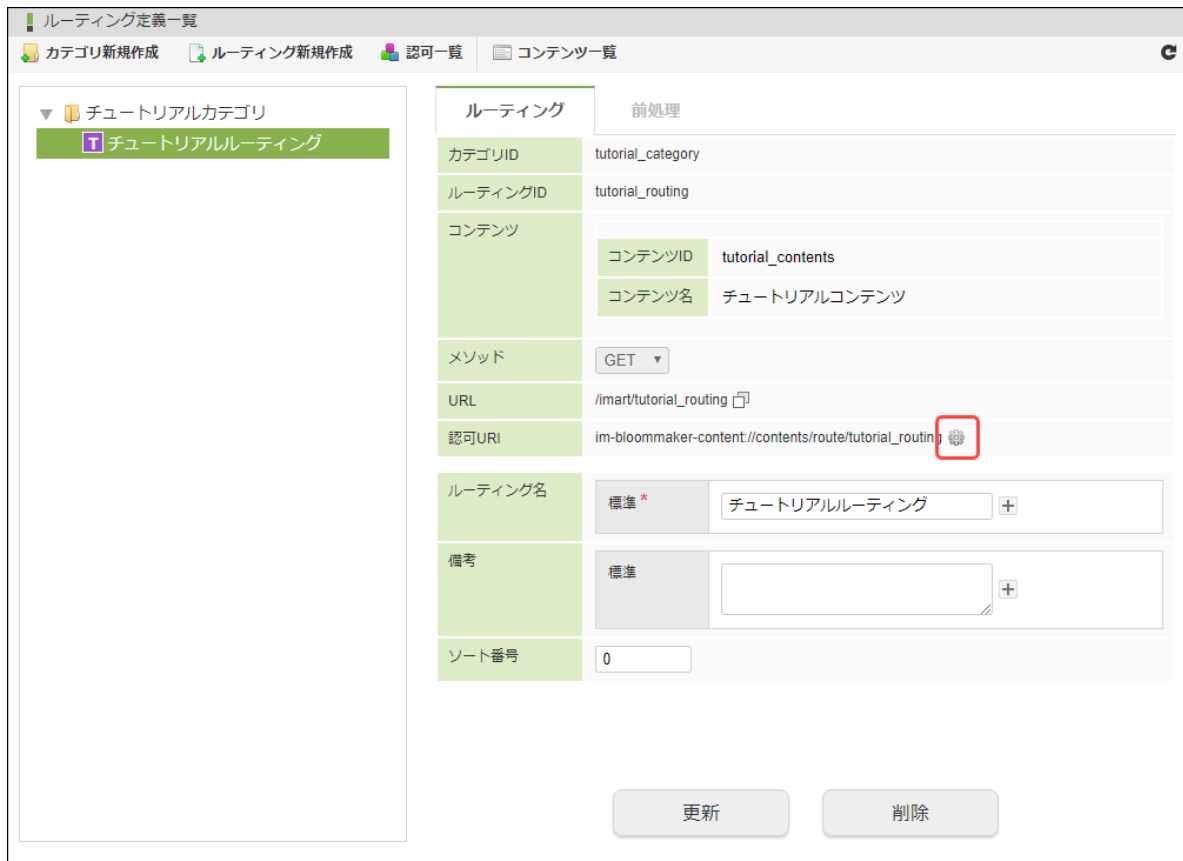 ルーティング定義一覧
カテゴリ新規作成 ルーティング新規作成 認可一覧 コンテンツ一覧
チュートリアルカテゴリ
T チュートリアルルーティング
ルーティング 前処理
カテゴリID tutorial_category
ルーティングID tutorial_routing
コンテンツ
コンテンツID tutorial_contents
コンテンツ名 チュートリアルコンテンツ
メソッド GET
URL /imart/tutorial_routing
認可URI im-bloommaker-content://contents/route/tutorial_routing
ルーティング名 標準* チュートリアルルーティング
備考 標準
ソート番号 0
更新 削除